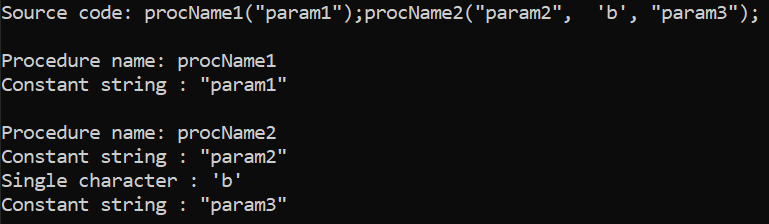 Source code: procName1("param1");procName2("param2",  'b', "param3");
Procedure name: procName1
Constant string : "param1"
Procedure name: procName2
Constant string : "param2"
Single character : 'b'
Constant string : "param3"